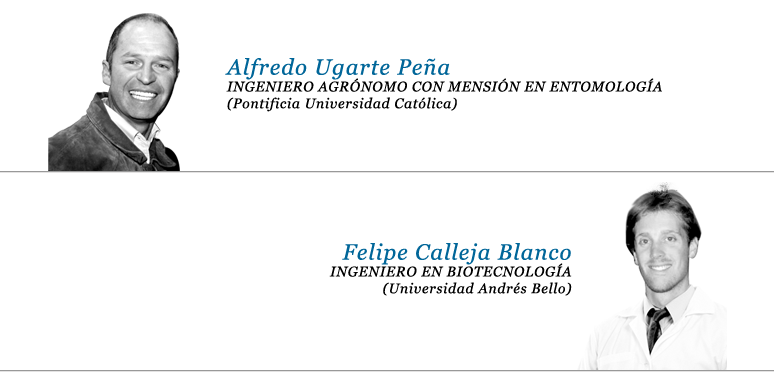 Alfredo Ugarte Peña
INGENIERO AGRÓNOMO CON MENSIÓN EN ENTOMOLOGÍA
(Pontificia Universidad Católica)
Felipe Calleja Blanco
INGENIERO EN BIOTECNOLOGÍA
(Universidad Andrés Bello)